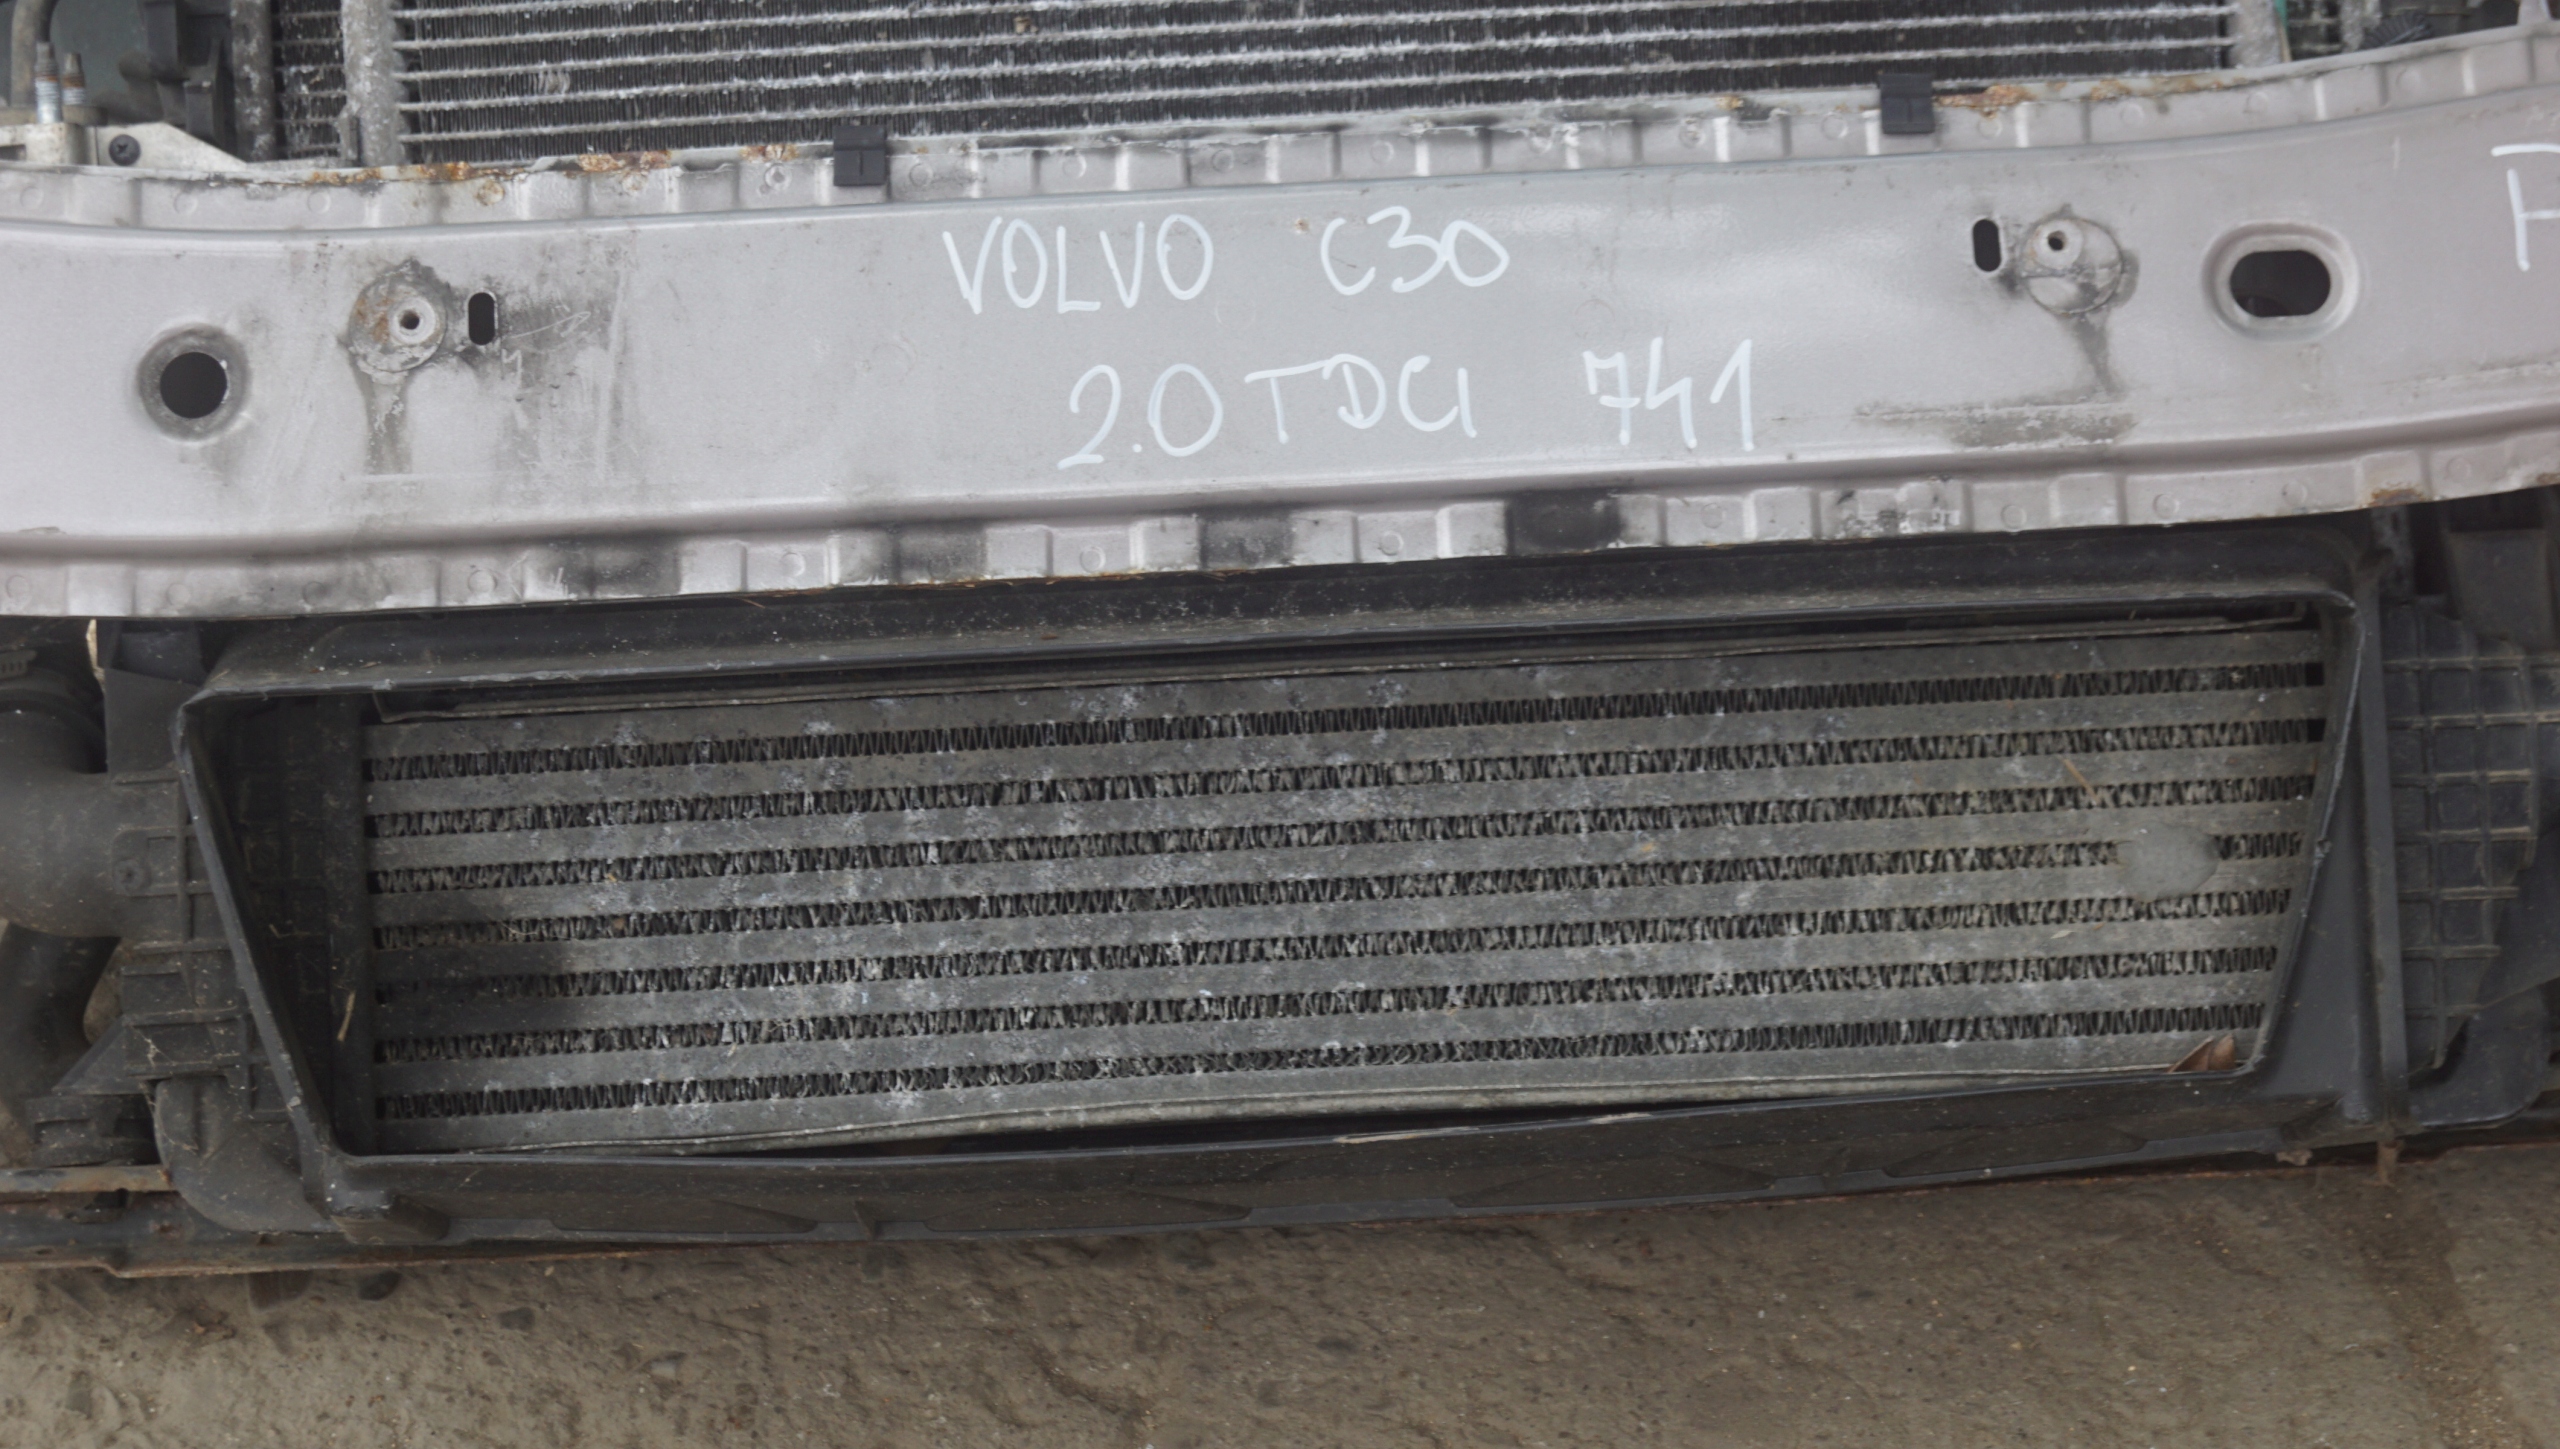 VOLVO C30
2.0 TDCI 741